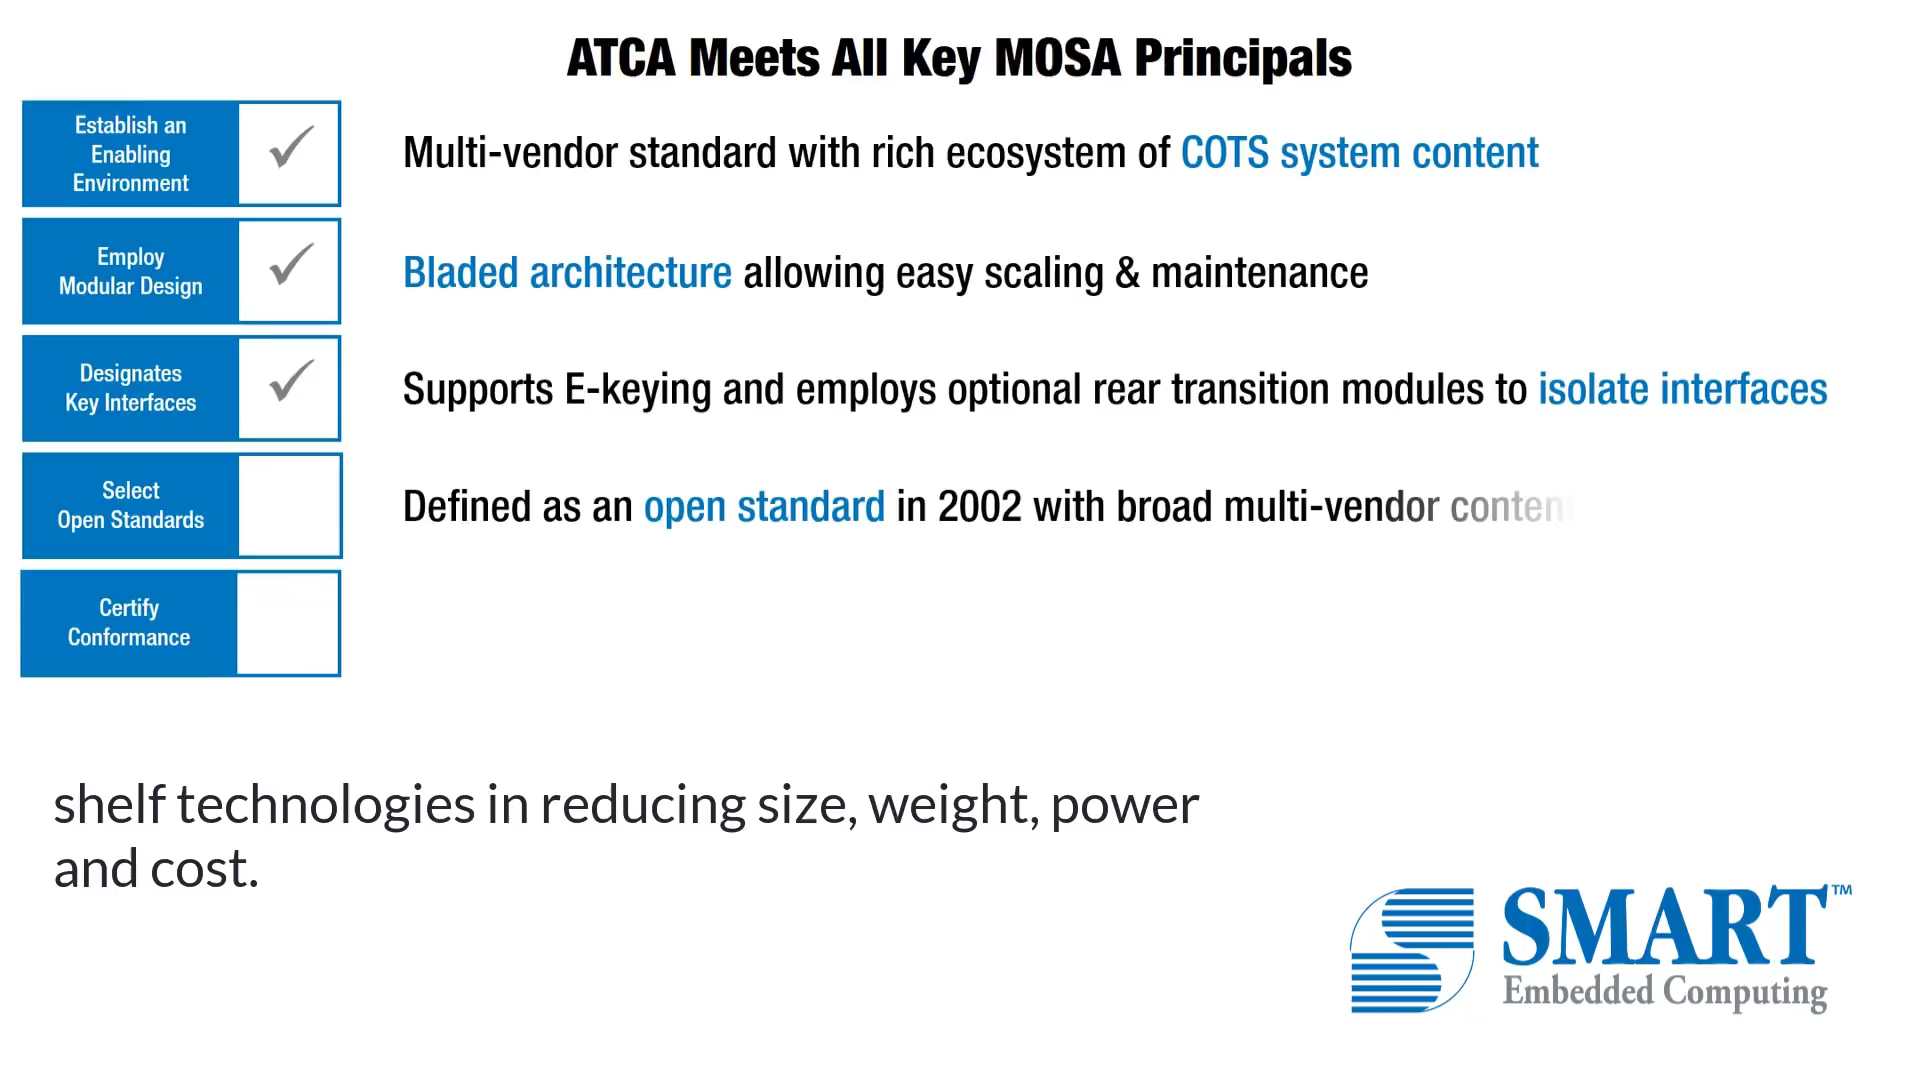 ATCA Meets All Key MOSA Principals
Establish an
Enabling
Environment
Multi-vendor standard with rich ecosystem of COTS system content
Employ
Modular Design
Bladed architecture allowing easy scaling & maintenance
Designates
Key Interfaces
Supports E-keying and employs optional rear transition modules to isolate interfaces
Select
Open Standards
Defined as an open standard in 2002 with broad multi-vendor content
Certify
Conformance
shelf technologies in reducing size, weight, power
and cost.
SMART™
Embedded Computing